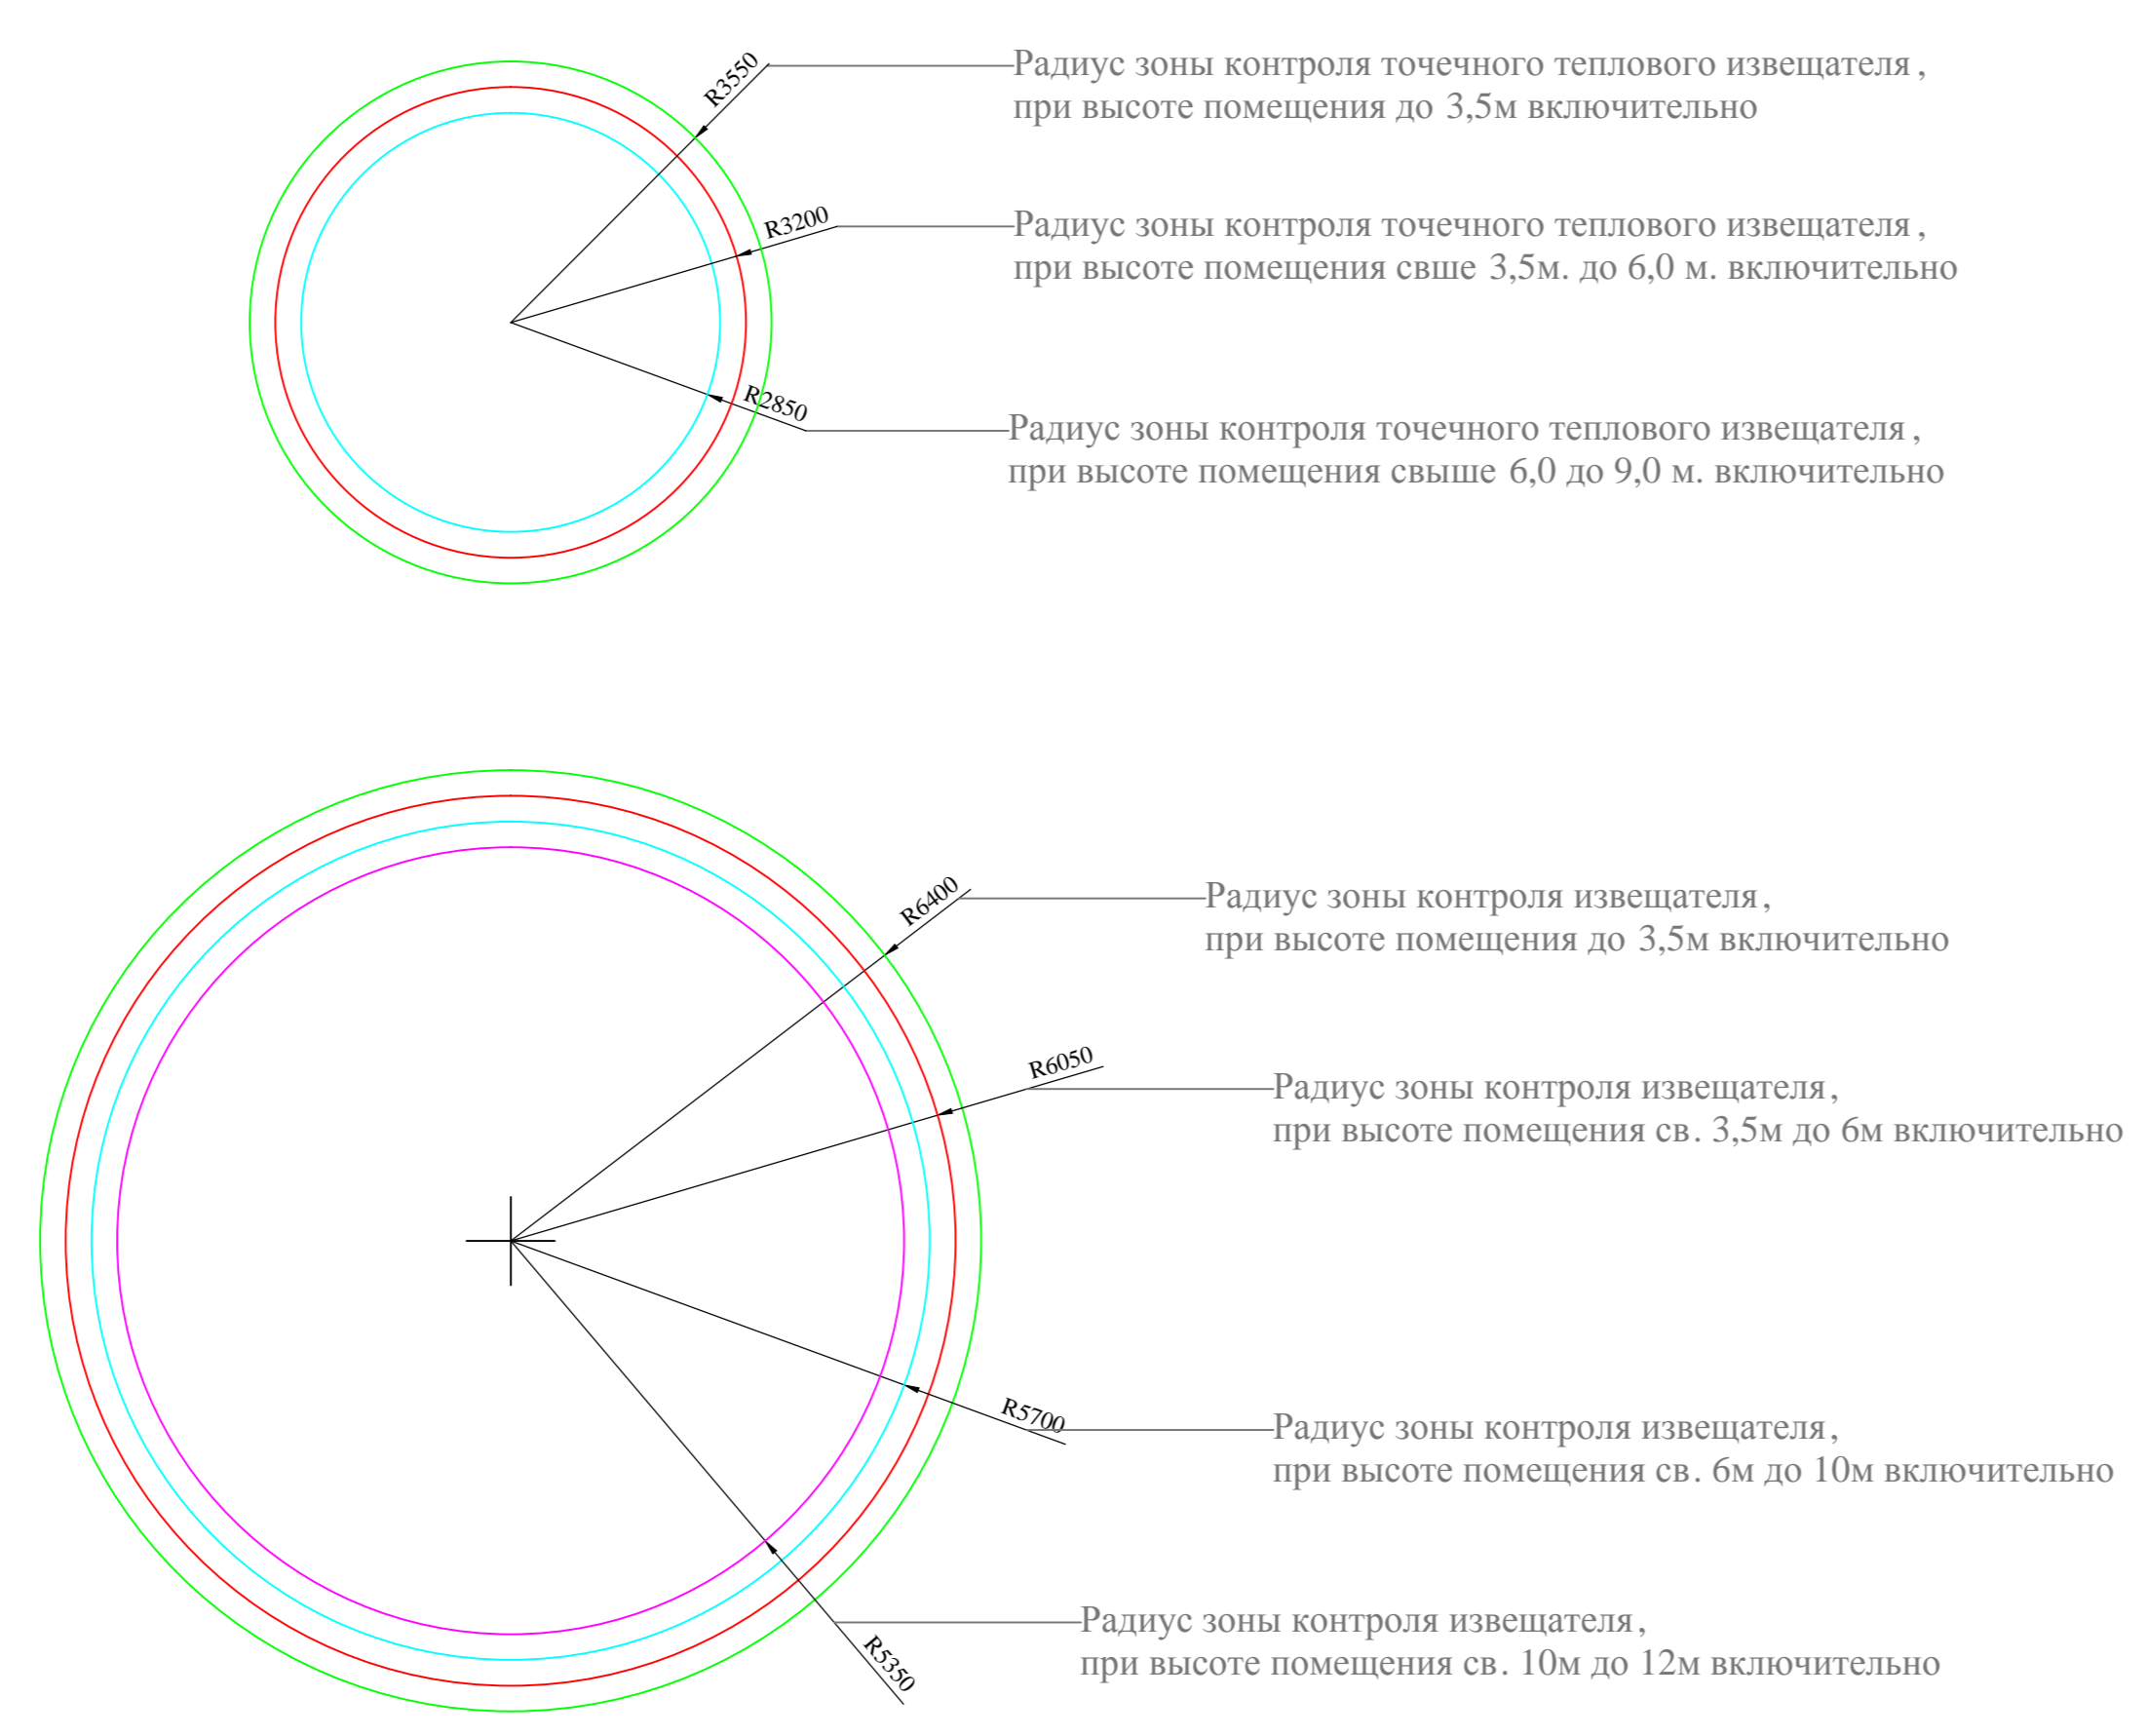 R3550
Радиус зоны контроля точечного теплового извещателя,
при высоте помещения до 3,5м включительно
R3200
Радиус зоны контроля точечного теплового извещателя,
при высоте помещения свше 3,5м. до 6,0 м. включительно
R2850
Радиус зоны контроля точечного теплового извещателя,
при высоте помещения свыше 6,0 до 9,0 м. включительно
R6400
Радиус зоны контроля извещателя,
при высоте помещения до 3,5м включительно
R6050
Радиус зоны контроля извещателя,
при высоте помещения св. 3,5м до 6м включительно
R5700
Радиус зоны контроля извещателя,
при высоте помещения св. 6м до 10м включительно
R5350
Радиус зоны контроля извещателя,
при высоте помещения св. 10м до 12м включительно